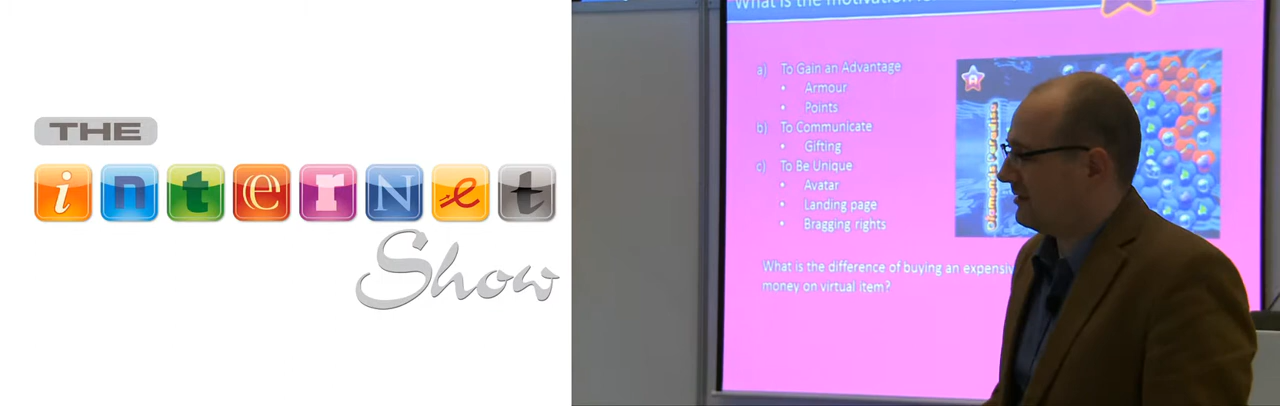 THE
internet
Show
What is the motivation
a) To Gain an Advantage
• Armour
• Points
b) To Communicate
• Gifting
c) To Be Unique
• Avatar
• Landing page
• Bragging rights
What is the difference of buying an
money on virtual item?